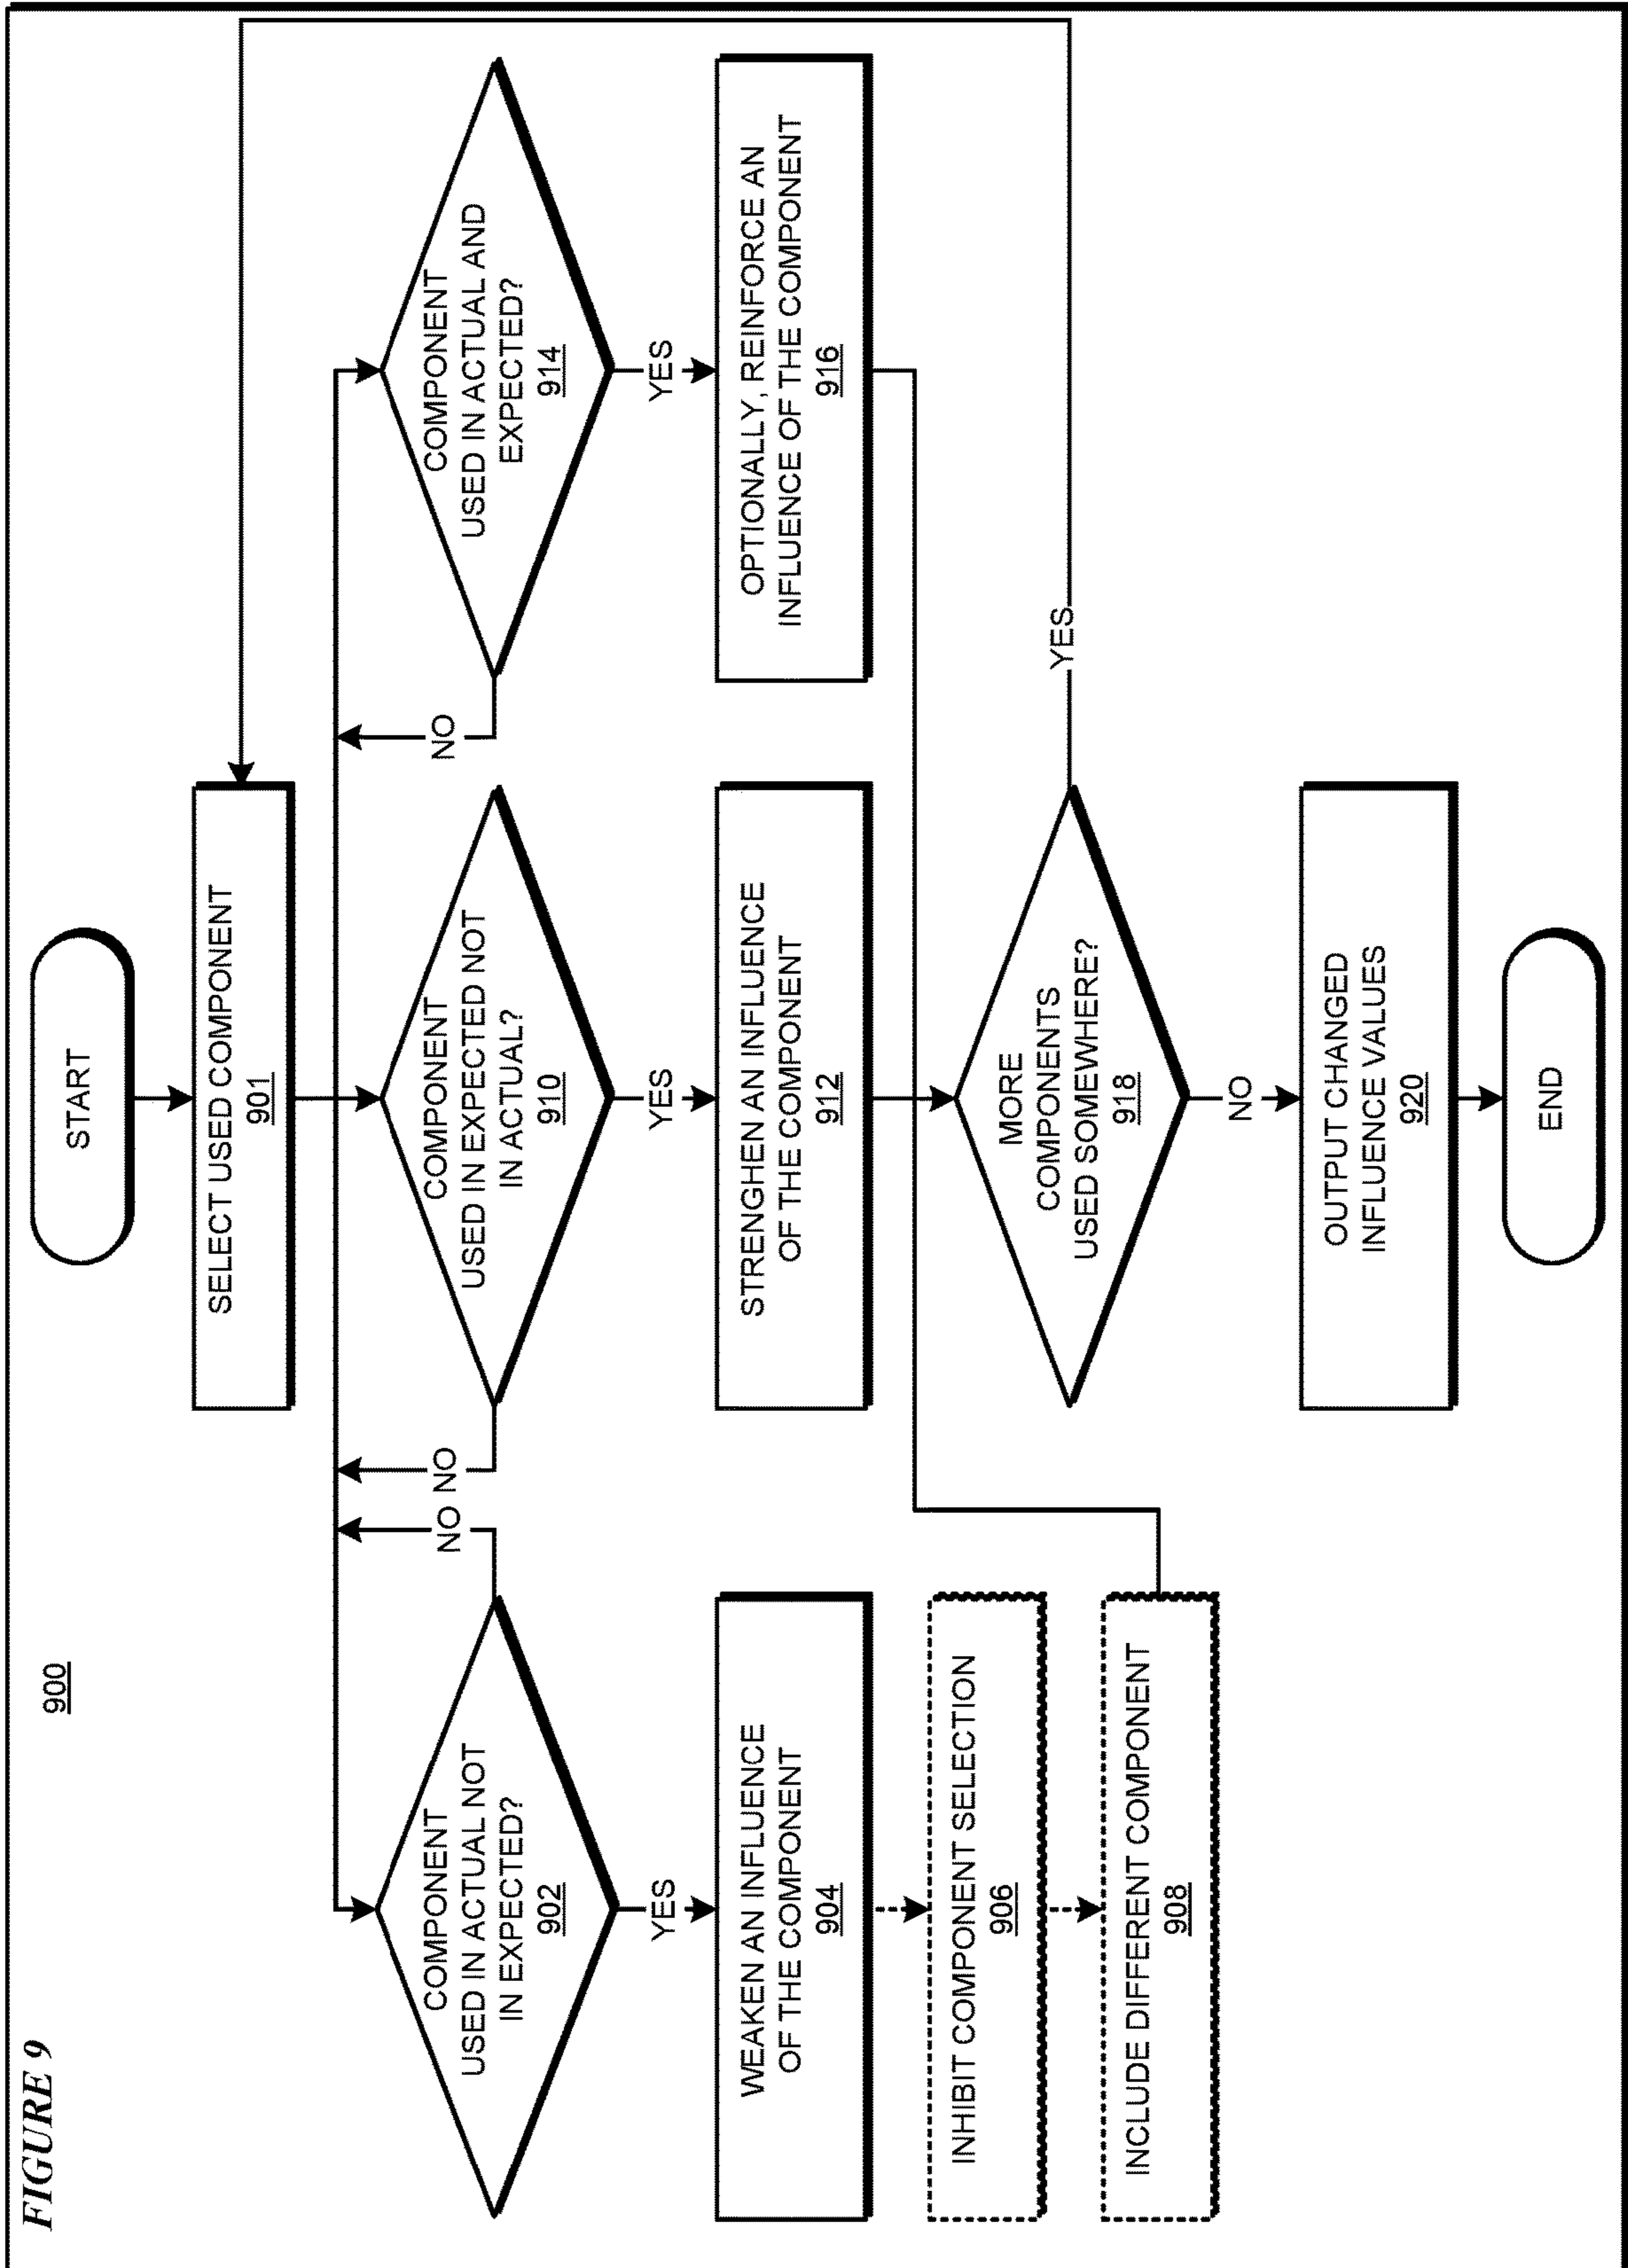 FIGURE 9
900
START
SELECT USED COMPONENT
901
COMPONENT
USED IN ACTUAL NOT
IN EXPECTED?
902
NO
YES
WEAKEN AN INFLUENCE
OF THE COMPONENT
904
INHIBIT COMPONENT SELECTION
906
INCLUDE DIFFERENT COMPONENT
908
COMPONENT
USED IN EXPECTED NOT
IN ACTUAL?
910
NO
YES
STRENGHEN AN INFLUENCE
OF THE COMPONENT
912
COMPONENT
USED IN ACTUAL AND
EXPECTED?
914
NO
YES
OPTIONALLY, REINFORCE AN
INFLUENCE OF THE COMPONENT
916
MORE
COMPONENTS
USED SOMEWHERE?
918
YES
NO
OUTPUT CHANGED
INFLUENCE VALUES
920
END